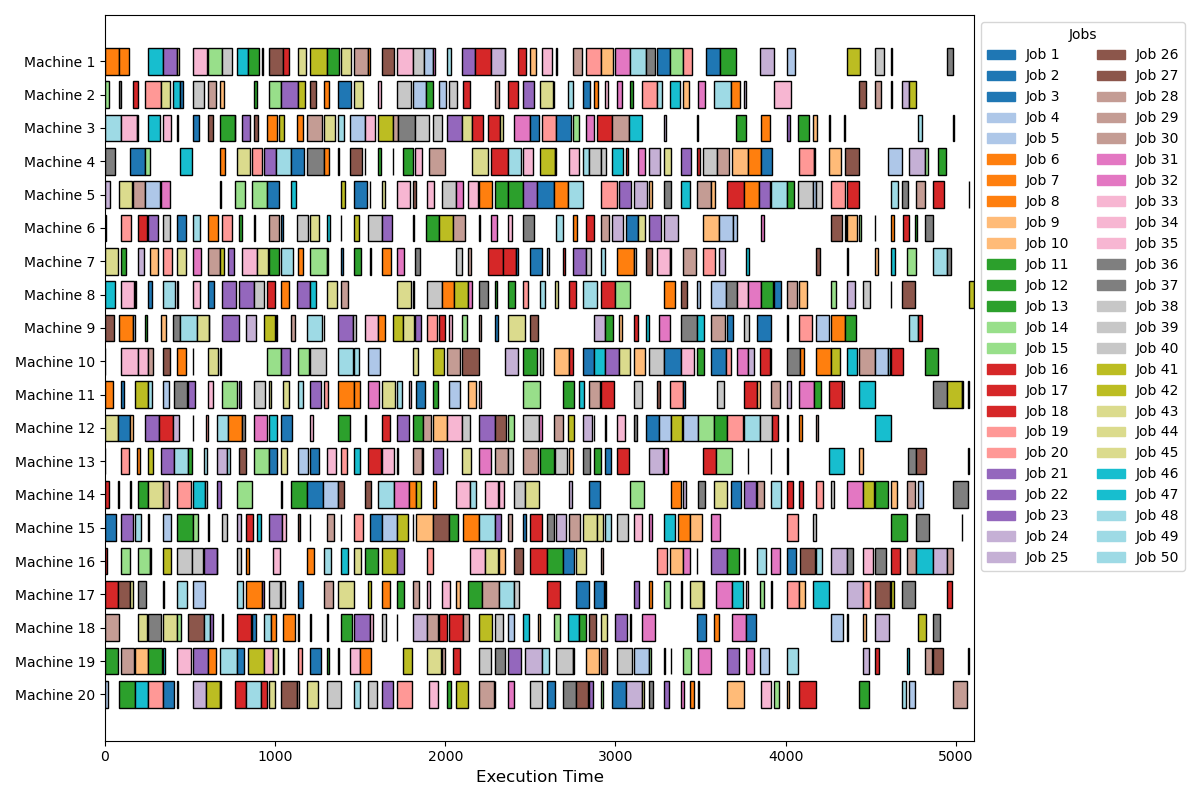 Machine 1
Machine 2
Machine 3
Machine 4
Machine 5
Machine 6
Machine 7
Machine 8
Machine 9
Machine 10
Machine 11
Machine 12
Machine 13
Machine 14
Machine 15
Machine 16
Machine 17
Machine 18
Machine 19
Machine 20
0 1000 2000 3000 4000 5000
Execution Time
Jobs
Job 1
Job 2
Job 3
Job 4
Job 5
Job 6
Job 7
Job 8
Job 9
Job 10
Job 11
Job 12
Job 13
Job 14
Job 15
Job 16
Job 17
Job 18
Job 19
Job 20
Job 21
Job 22
Job 23
Job 24
Job 25
Job 26
Job 27
Job 28
Job 29
Job 30
Job 31
Job 32
Job 33
Job 34
Job 35
Job 36
Job 37
Job 38
Job 39
Job 40
Job 41
Job 42
Job 43
Job 44
Job 45
Job 46
Job 47
Job 48
Job 49
Job 50